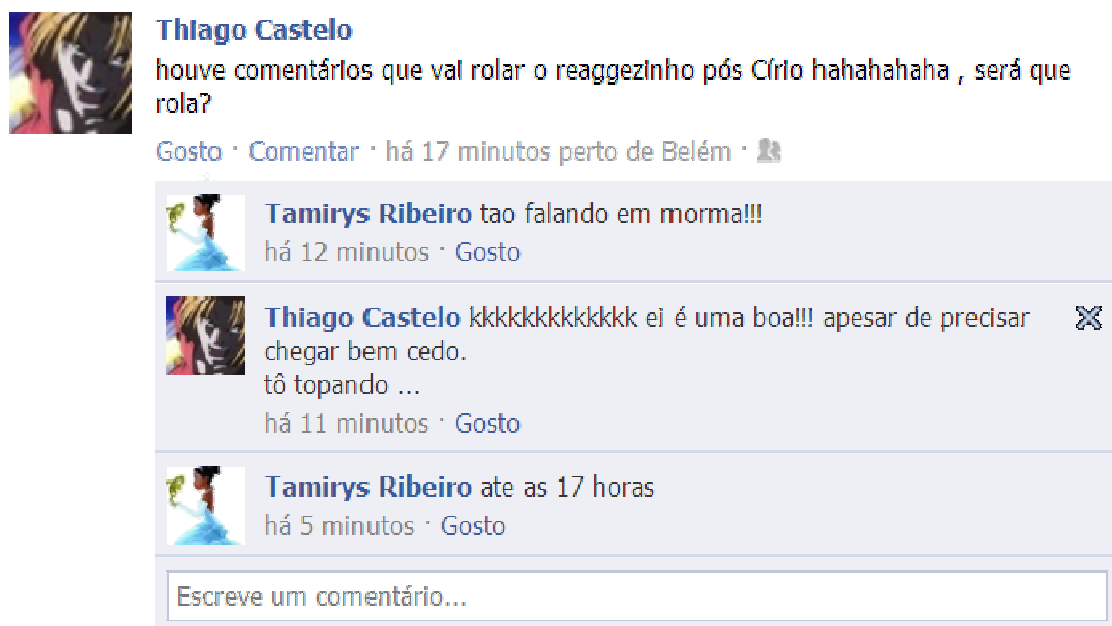 Thiago Castelo
houve comentários que vai rolar o reaggezinho pós Círio hahahahaha , será que
rola?
Gosto · Comentar · há 17 minutos perto de Belém ·
Tamirys Ribeiro tao falando em morma!!!
há 12 minutos · Gosto
Thiago Castelo kkkkkkkkkkkkk ei é uma boa!!! apesar de precisar
chegar bem cedo.
tô topando ...
há 11 minutos · Gosto
Tamirys Ribeiro ate as 17 horas
há 5 minutos · Gosto
Escreve um comentário...